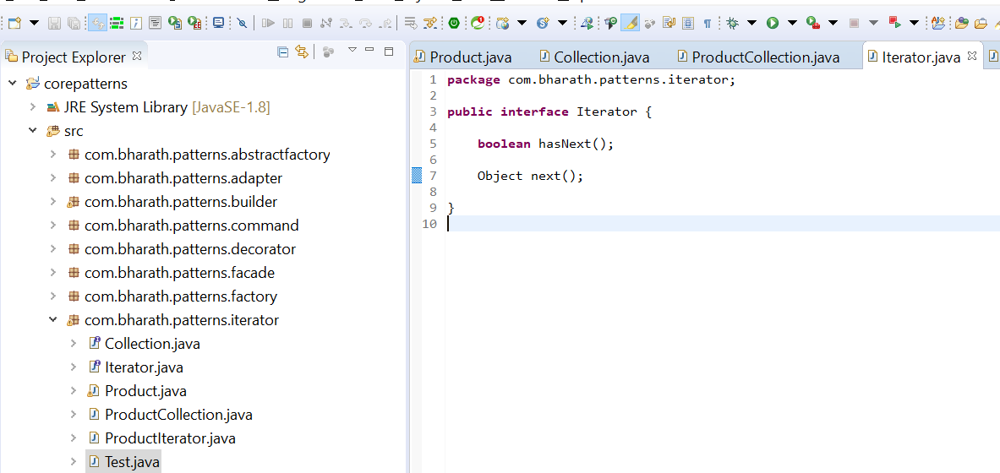 Project Explorer
corepatterns
JRE System Library [JavaSE-1.8]
src
com.bharath.patterns.abstractfactory
com.bharath.patterns.adapter
com.bharath.patterns.builder
com.bharath.patterns.command
com.bharath.patterns.decorator
com.bharath.patterns.facade
com.bharath.patterns.factory
com.bharath.patterns.iterator
Collection.java
Iterator.java
Product.java
ProductCollection.java
ProductIterator.java
Test.java
Product.java Collection.java ProductCollection.java Iterator.java
1 package com.bharath.patterns.iterator;
2
3 public interface Iterator {
4
5 boolean hasNext();
6
7 Object next();
8
9 }
10